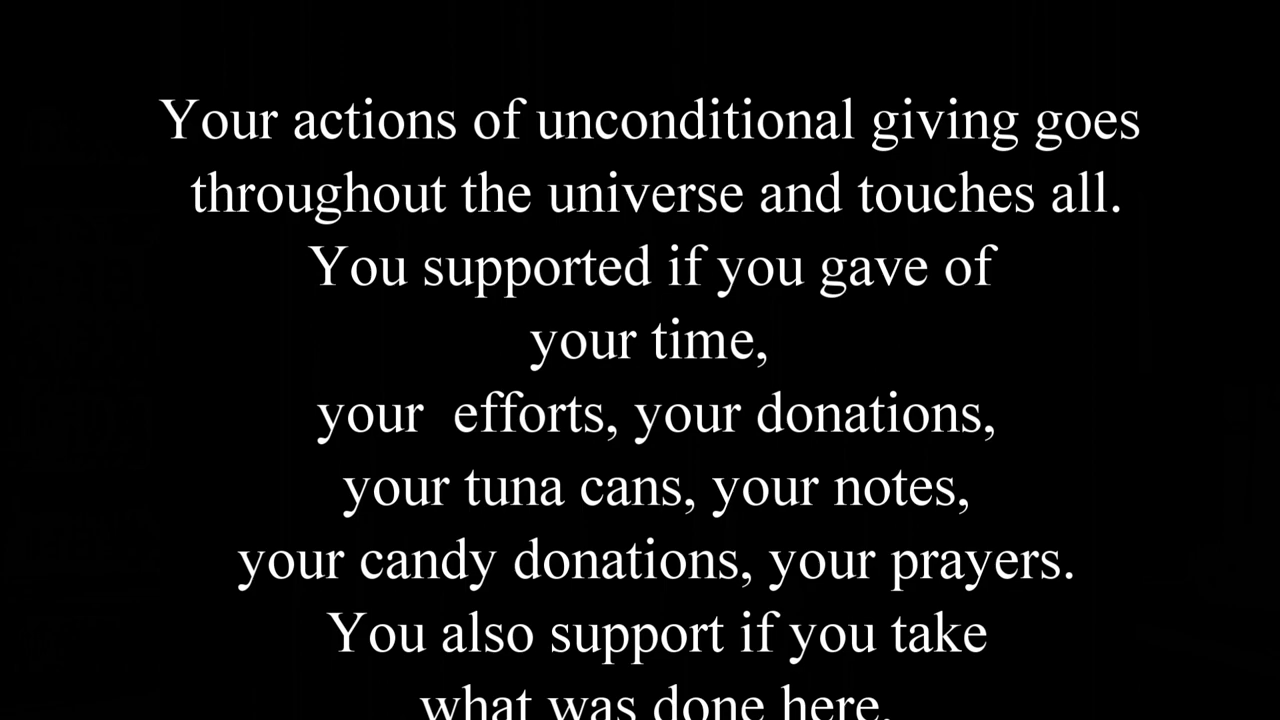 Your actions of unconditional giving goes
throughout the universe and touches all.
You supported if you gave of
your time,
your  efforts, your donations,
your tuna cans, your notes,
your candy donations, your prayers.
You also support if you take
what was done here,